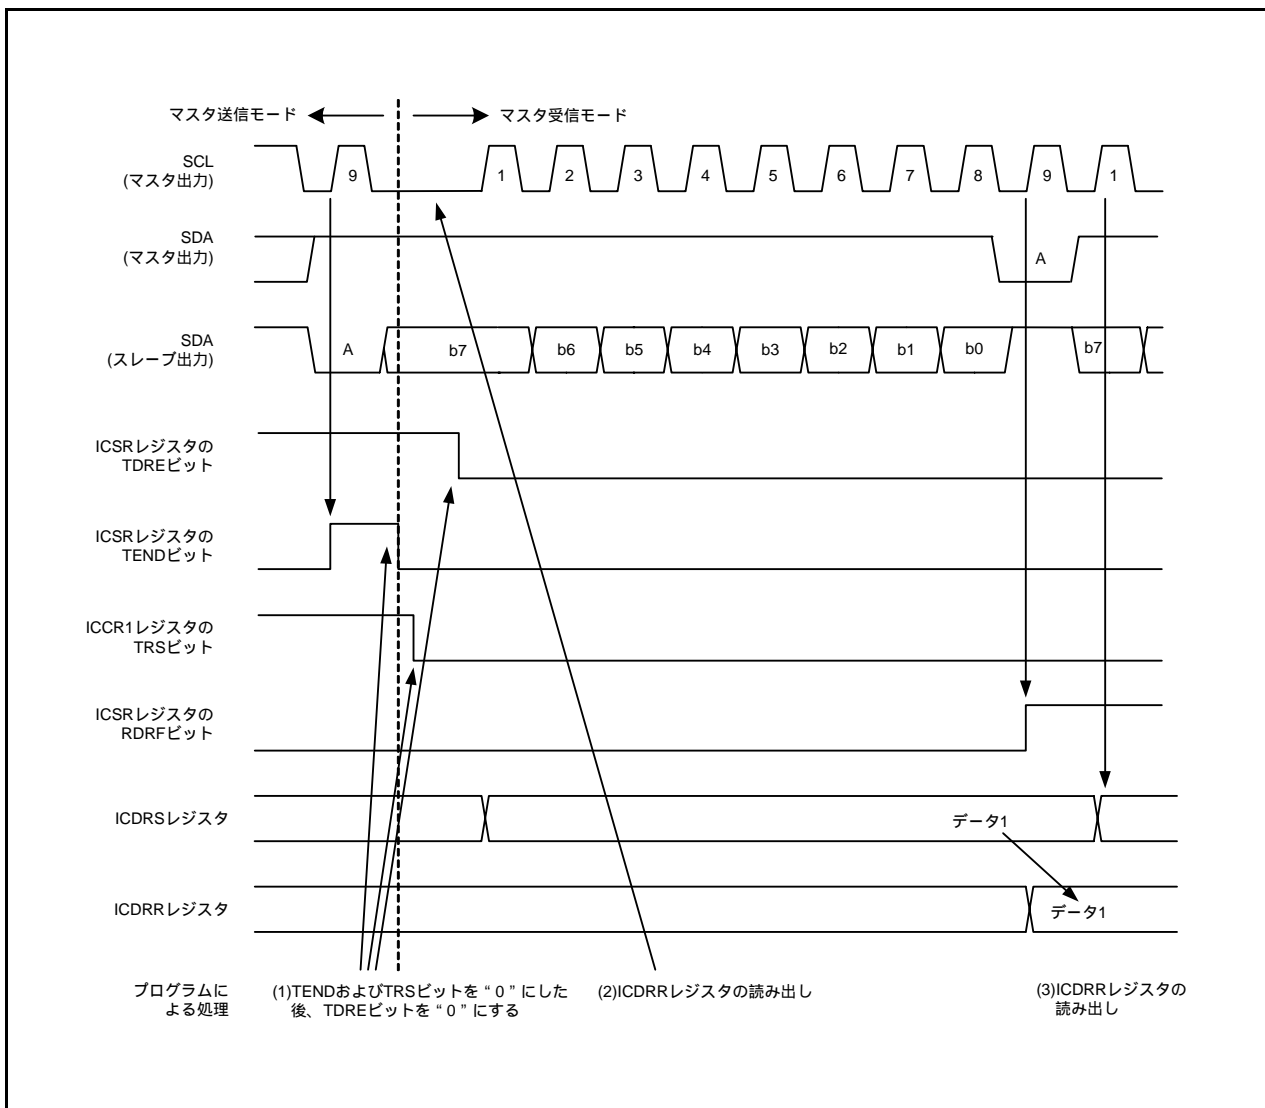 マスタ送信モード
マスタ受信モード
SCL
(マスタ出力)
9
1
2
3
4
5
6
7
8
9
1
SDA
(マスタ出力)
A
SDA
(スレーブ出力)
A
b7
b6
b5
b4
b3
b2
b1
b0
b7
ICSRレジスタの
TDREビット
ICSRレジスタの
TENDビット
ICCR1レジスタの
TRSビット
ICSRレジスタの
RDRFビット
ICDRSレジスタ
データ1
ICDRRレジスタ
データ1
プログラムに
よる処理
(1)TENDおよびTRSビットを“0”にした
後、TDREビットを“0”にする
(2)ICDRRレジスタの読み出し
(3)ICDRRレジスタの
読み出し